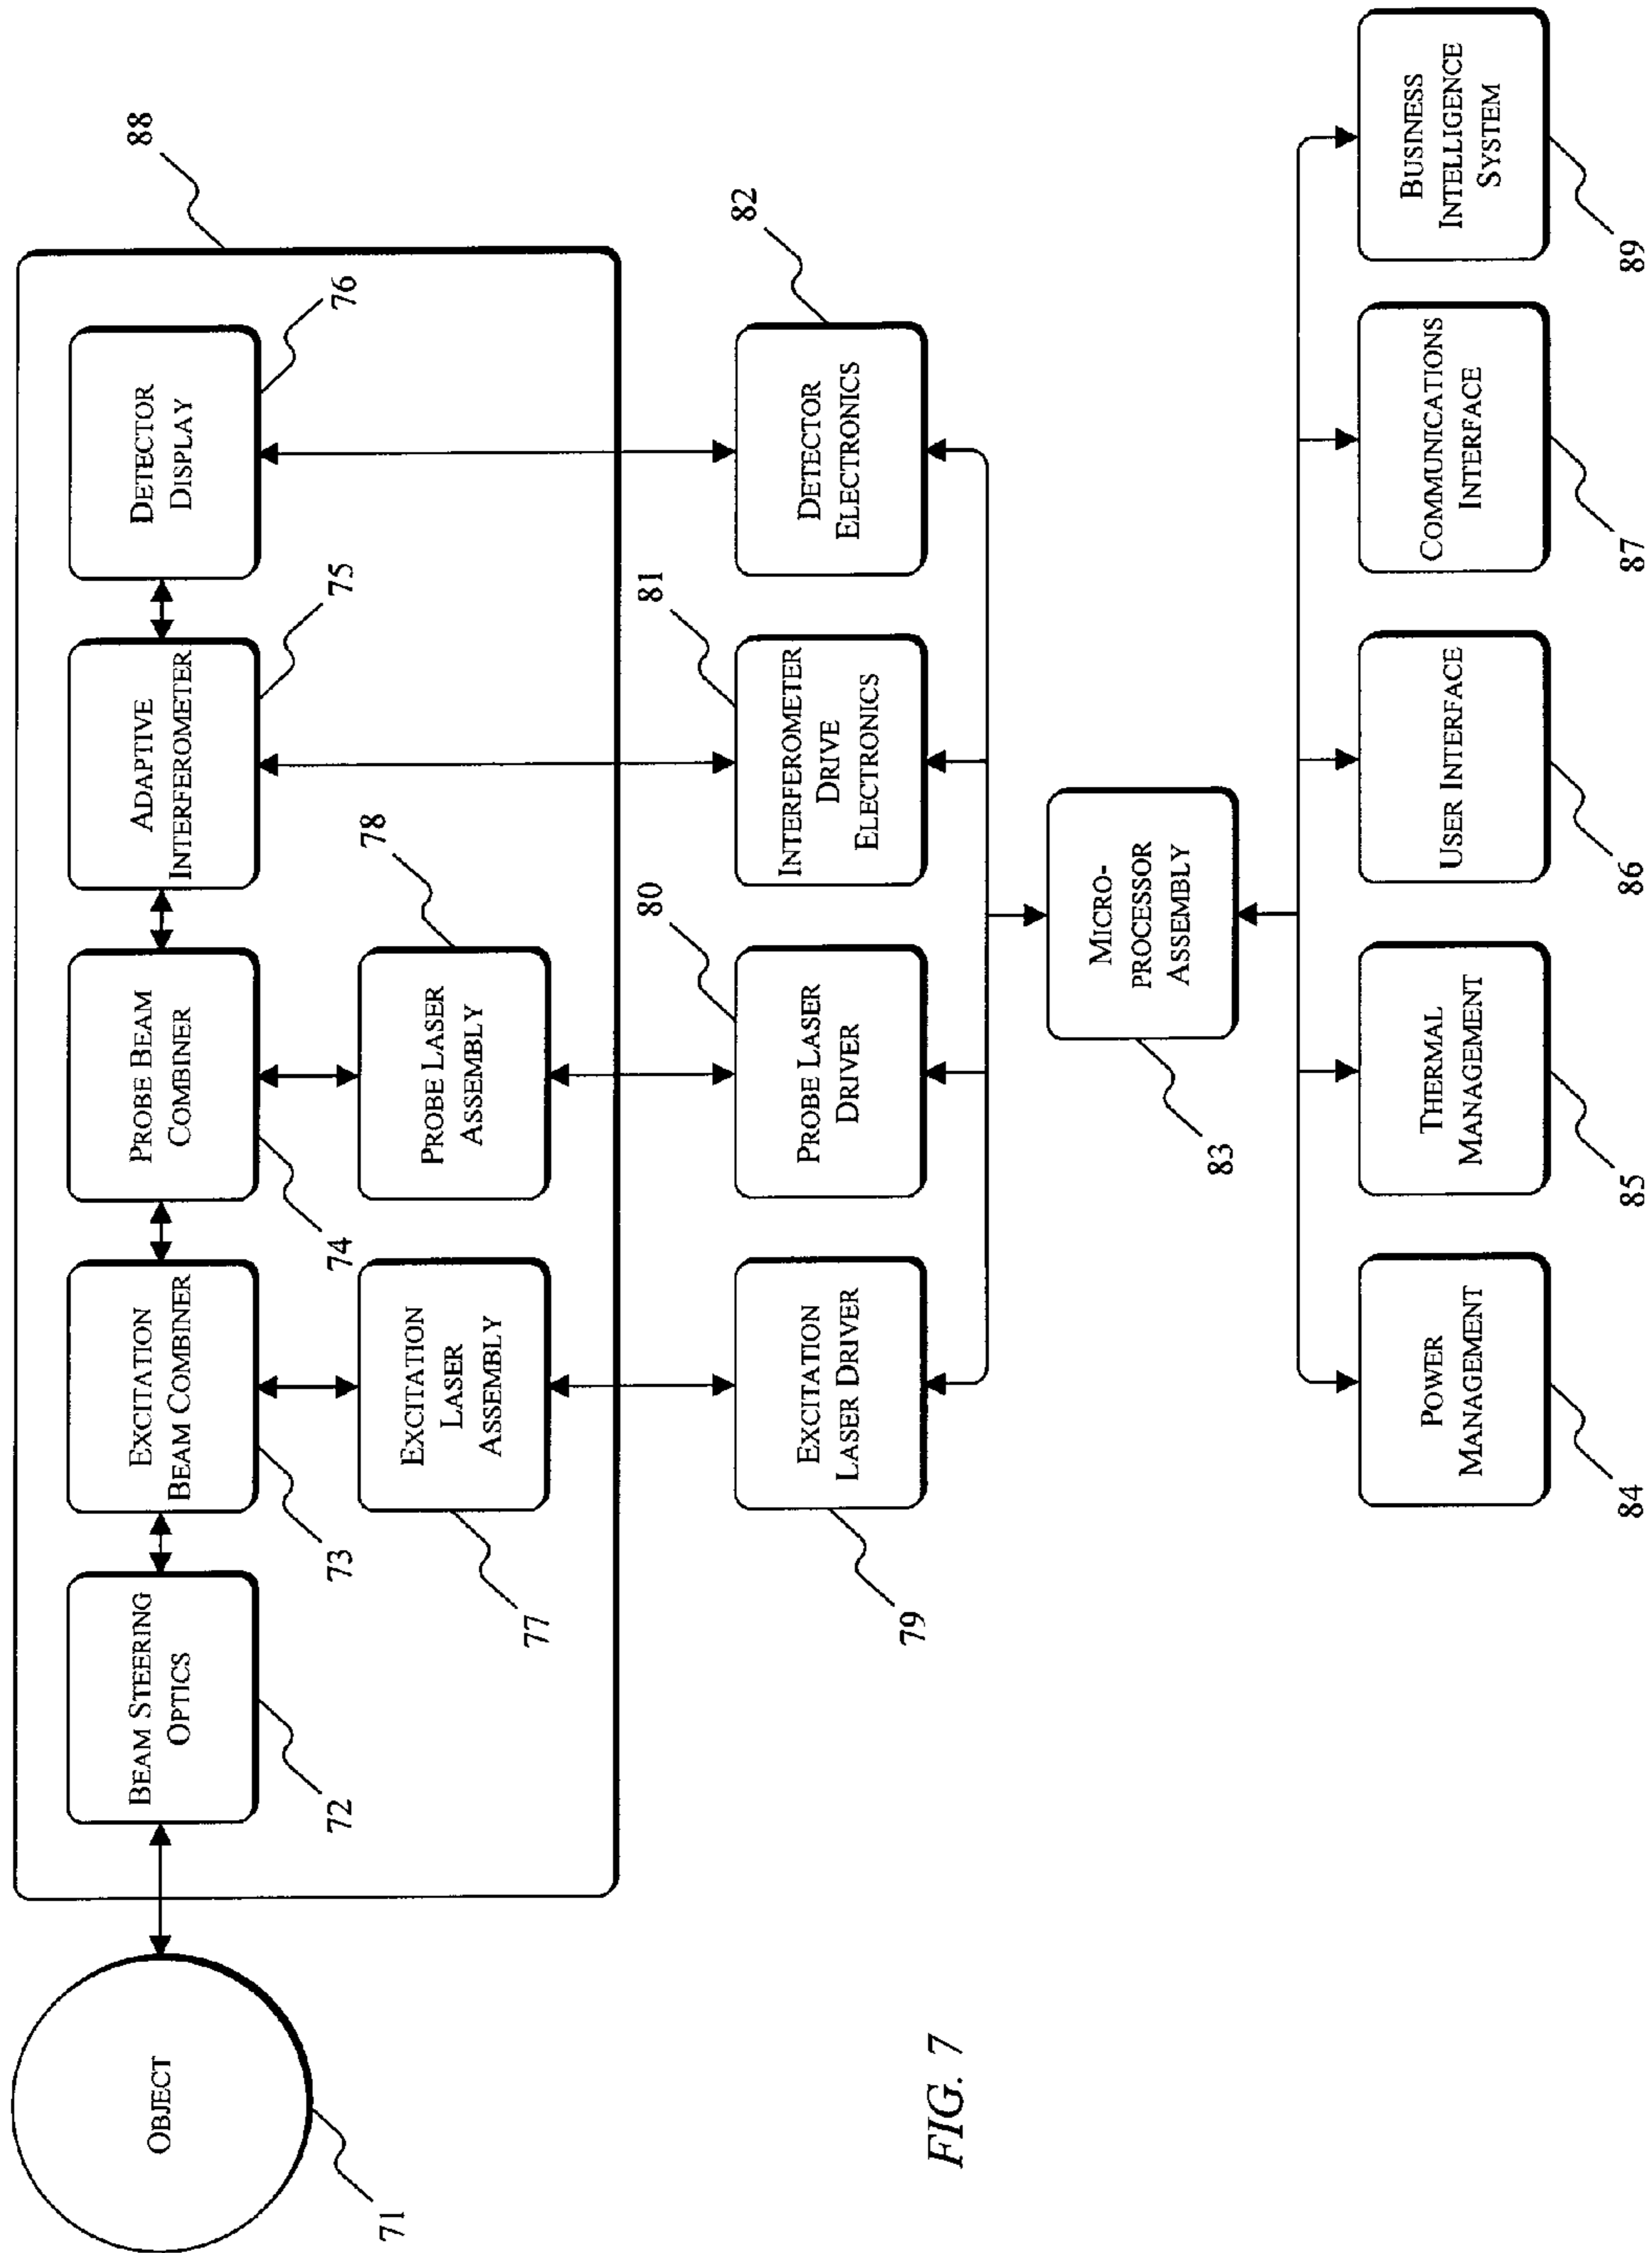 88
OBJECT
71
BEAM STEERING
OPTICS
72
EXCITATION
BEAM COMBINER
73
PROBE BEAM
COMBINER
74
ADAPTIVE
INTERFEROMETER
75
DETECTOR
DISPLAY
76
EXCITATION
LASER
ASSEMBLY
77
PROBE LASER
ASSEMBLY
78
EXCITATION
LASER DRIVER
79
PROBE LASER
DRIVER
80
INTERFEROMETER
DRIVE
ELECTRONICS
81
DETECTOR
ELECTRONICS
82
MICRO-
PROCESSOR
ASSEMBLY
83
POWER
MANAGEMENT
84
THERMAL
MANAGEMENT
85
USER INTERFACE
86
COMMUNICATIONS
INTERFACE
87
BUSINESS
INTELLIGENCE
SYSTEM
89
FIG. 7